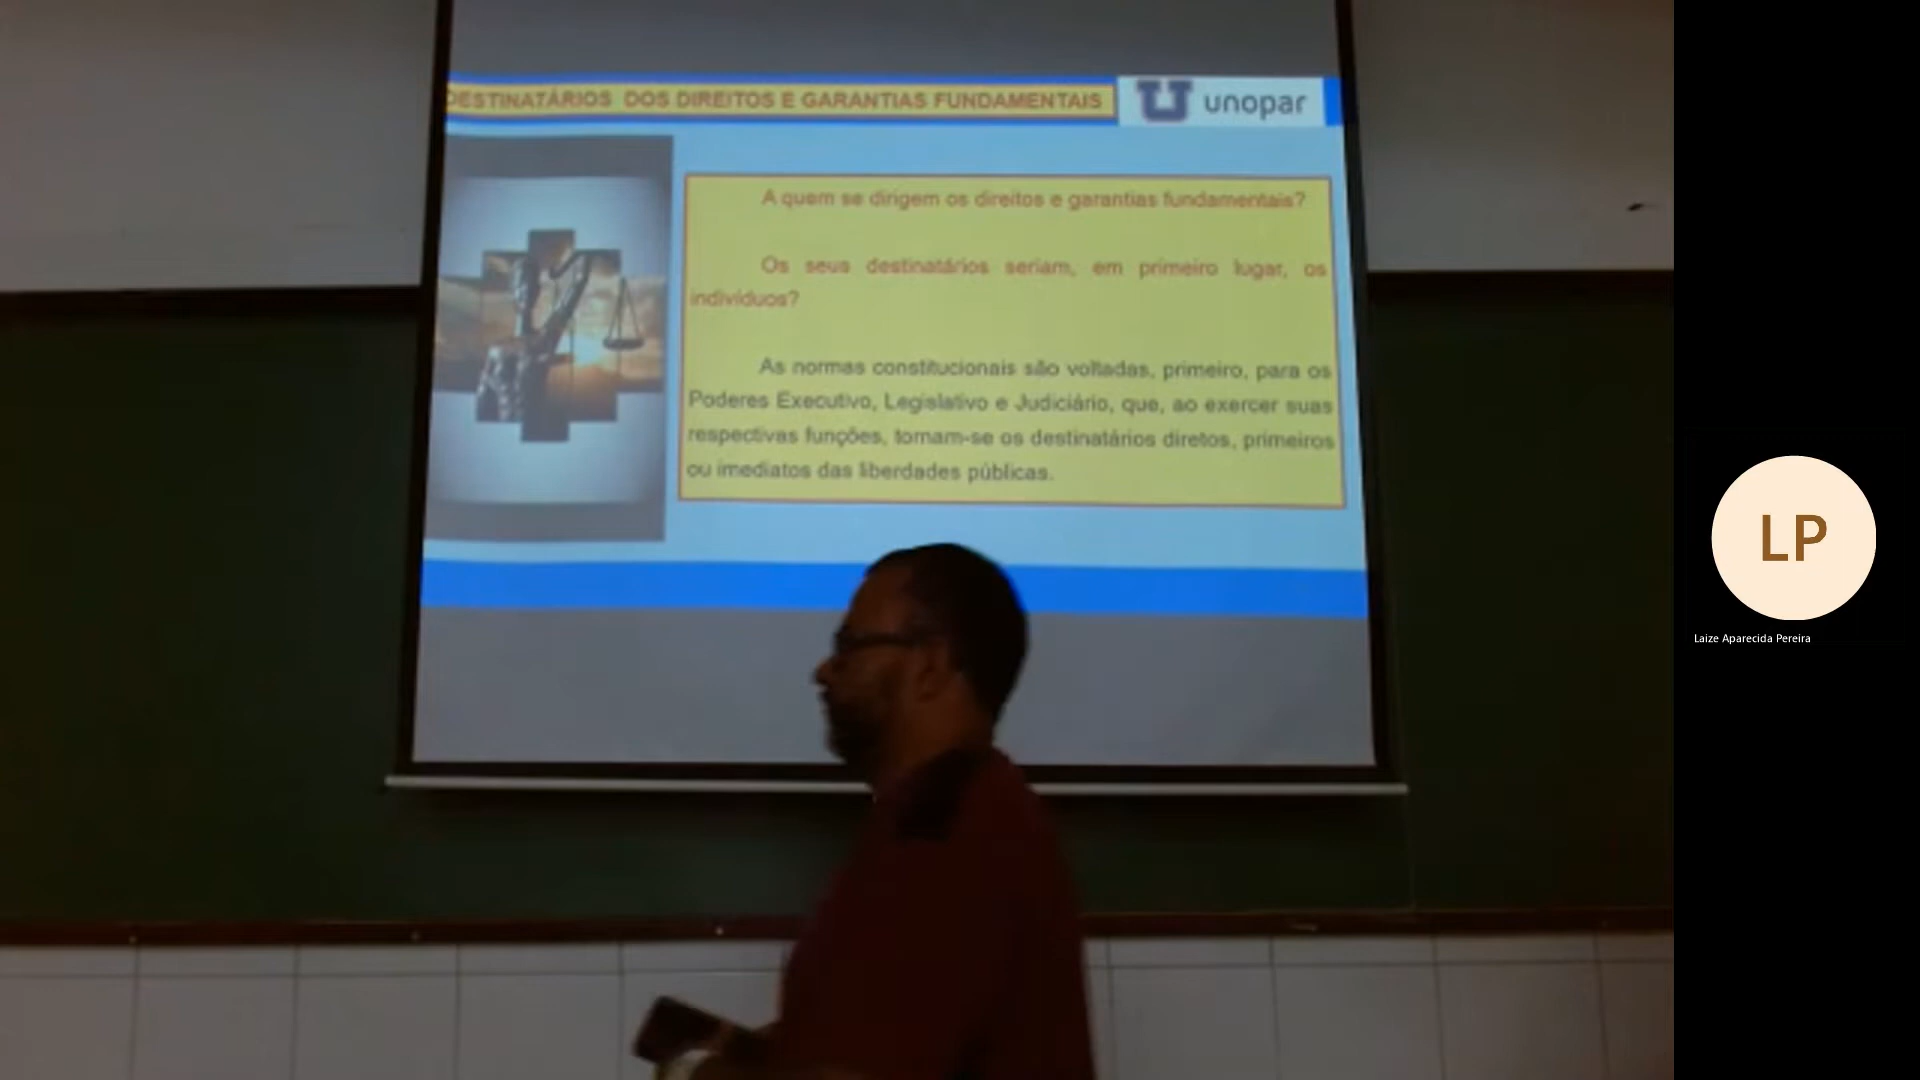 DESTINATÁRIOS DOS DIREITOS E GARANTIAS FUNDAMENTAIS
unopar
A quem se dirigem os direitos e garantias fundamentais?
Os seus destinatários seriam, em primeiro lugar, os
indivíduos?
As normas constitucionais são voltadas, primeiro, para os
Poderes Executivo, Legislativo e Judiciário, que, ao exercer suas
respectivas funções, tornam-se os destinatários diretos, primeiros
ou imediatos das liberdades públicas.
LP
Laize Aparecida Pereira